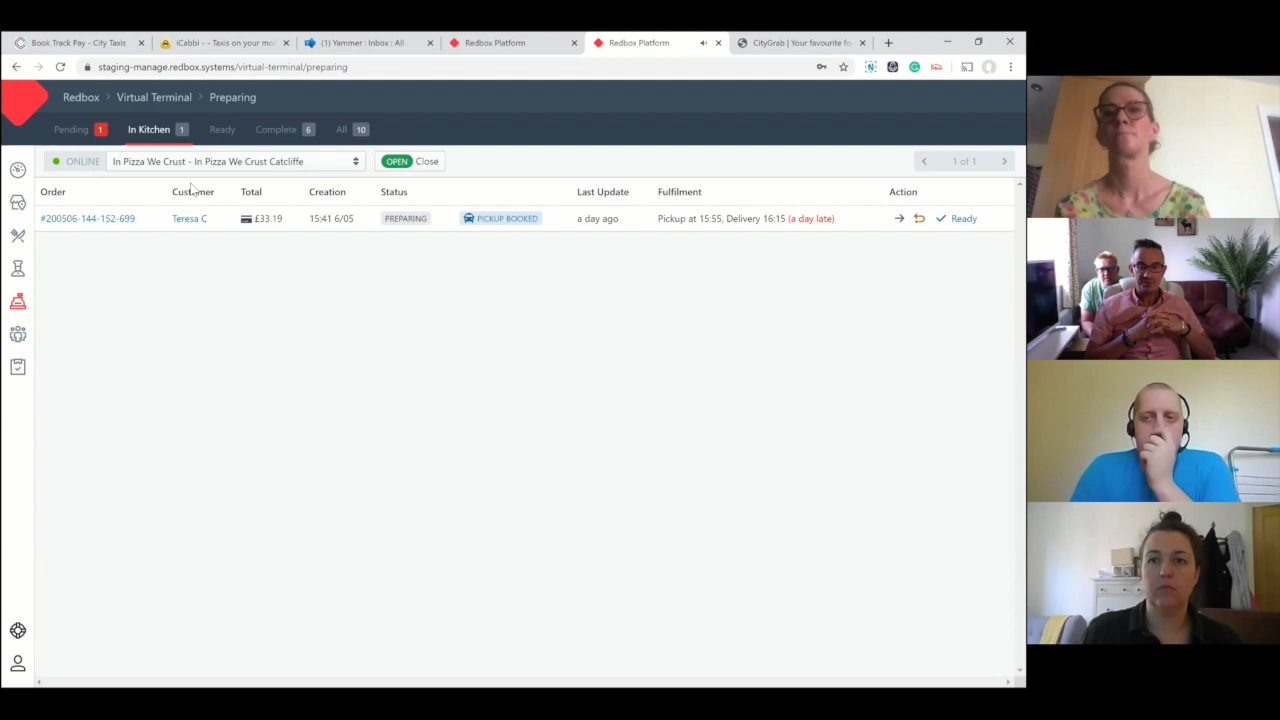 Book Track Pay - City Taxis
iCabbi - - Taxis on your mo
(1) Yammer : Inbox : All
Redbox Platform
Redbox Platform
CityGrab | Your favourite fo
staging-manage.redbox.systems/virtual-terminal/preparing
Redbox > Virtual Terminal > Preparing
Pending 1 In Kitchen 1 Ready Complete 6 All 10
ONLINE In Pizza We Crust - In Pizza We Crust Catcliffe OPEN Close 1 of 1
Order Customer Total Creation Status Last Update Fulfilment Action
#200506-144-152-699 Teresa C £33.19 15:41 6/05 PREPARING PICKUP BOOKED a day ago Pickup at 15:55, Delivery 16:15 (a day late) Ready